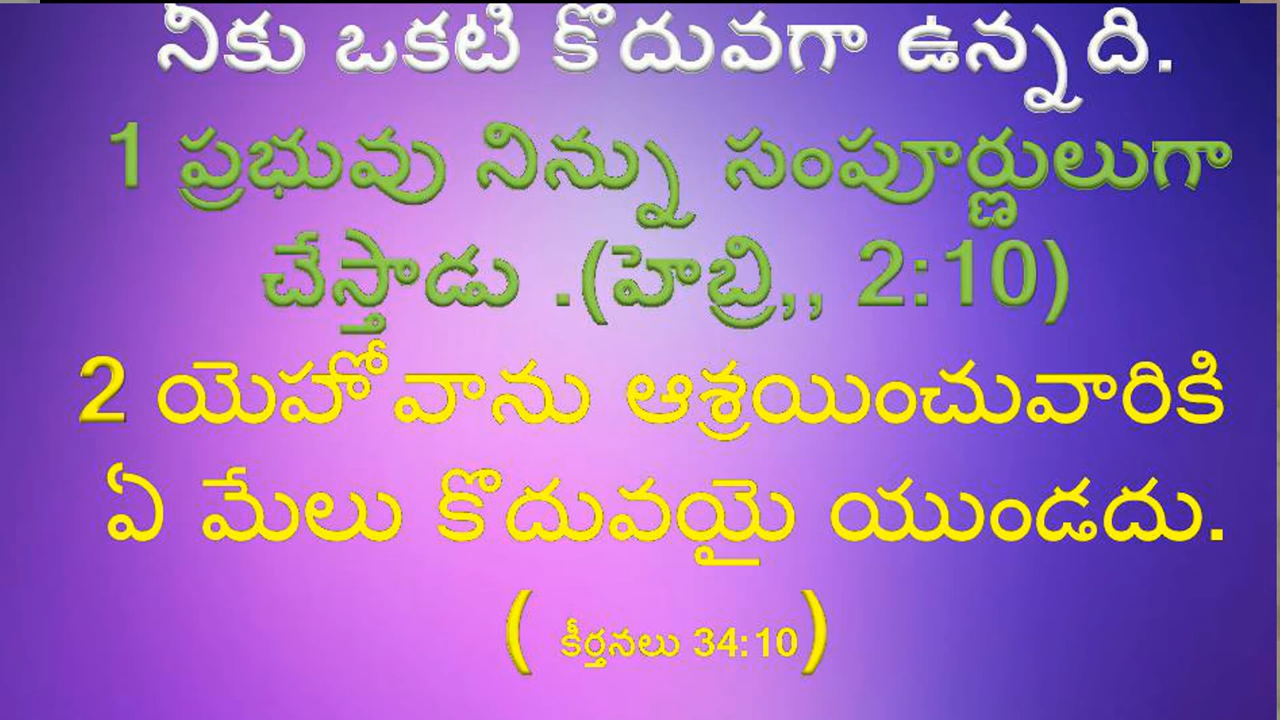 నీకు ఒకటి కొదువగా ఉన్నది.
1 ప్రభువు నిన్ను సంపూర్ణులుగా
చేస్తాడు .(హెబ్రి,, 2:10)
2 యెహోవాను ఆశ్రయించువారికి
ఏ మేలు కొదువయై యుండదు.
( కీర్తనలు 34:10)